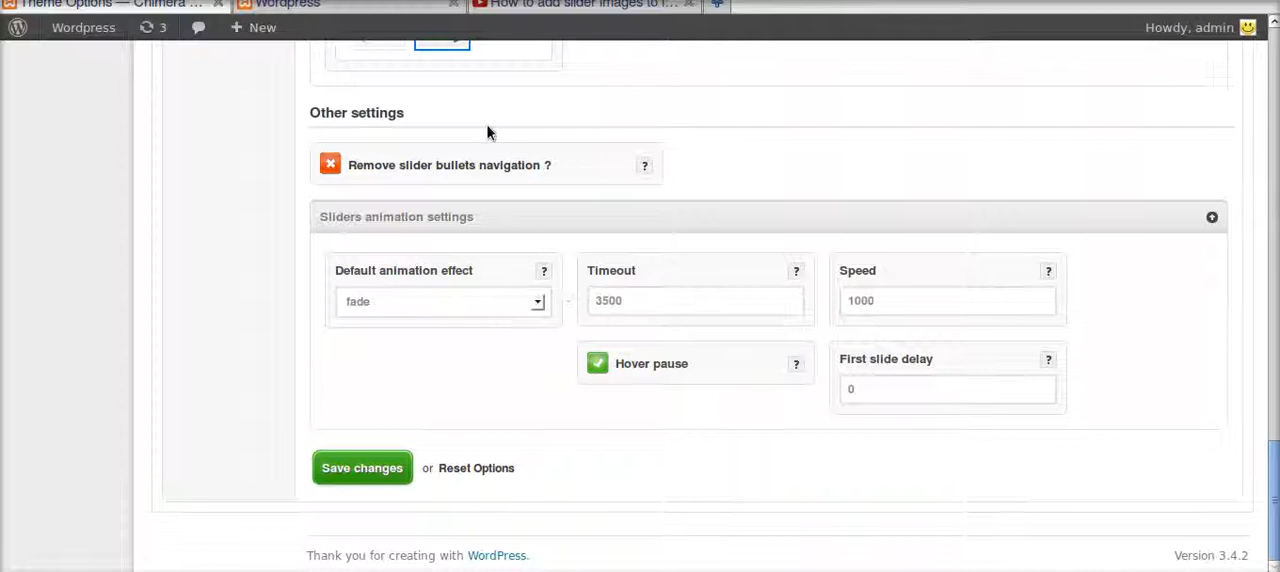 Theme Options — Chimera ...
Wordpress
How to add slider images to i...
Wordpress 3 New Howdy, admin
Other settings
Remove slider bullets navigation ? ?
Sliders animation settings
Default animation effect ? Timeout ? Speed ?
fade 3500 1000
Hover pause ? First slide delay ?
0
Save changes or Reset Options
Thank you for creating with WordPress. Version 3.4.2